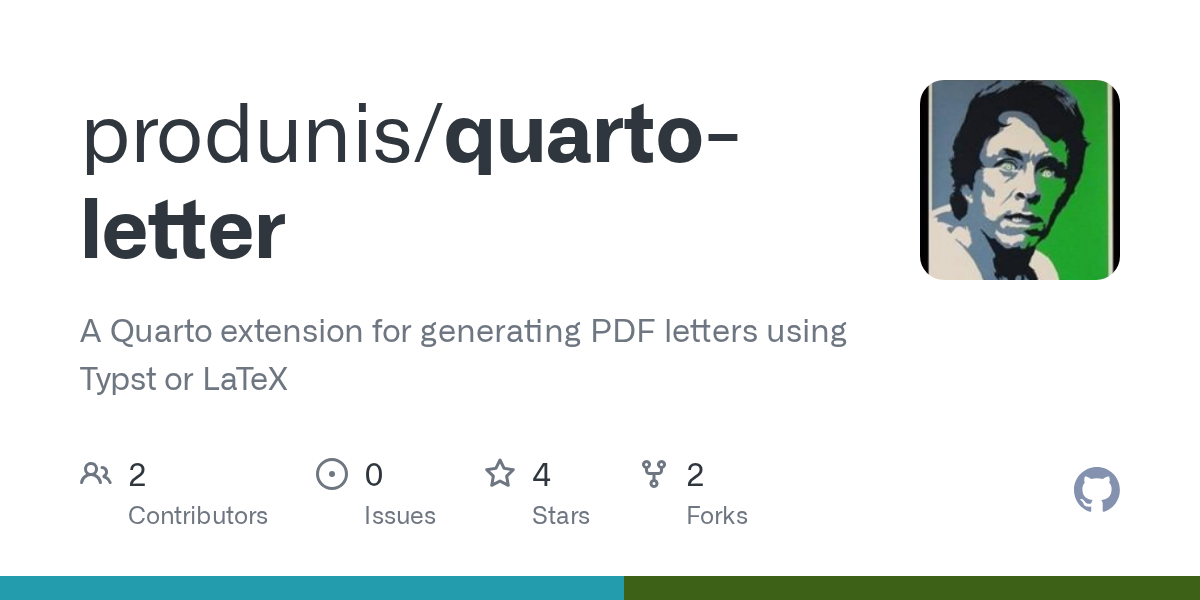 produnis/quarto-
letter
A Quarto extension for generating PDF letters using
Typst or LaTeX
2
Contributors
0
Issues
4
Stars
2
Forks